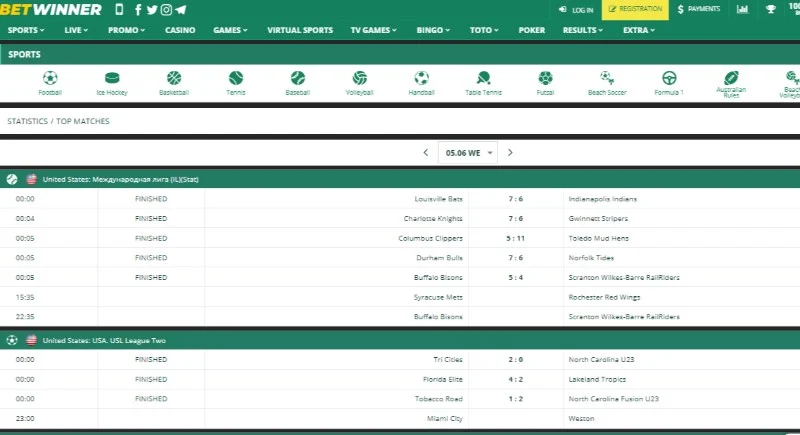 BETWINNER LOG IN REGISTRATION $ PAYMENTS 100
SPORTS LIVE PROMO CASINO GAMES VIRTUAL SPORTS TV GAMES BINGO TOTO POKER RESULTS EXTRA
SPORTS
Football Ice Hockey Basketball Tennis Baseball Volleyball Handball Table Tennis Futsal Beach Soccer Formula 1 Australian Rules Beach
STATISTICS / TOP MATCHES
05.06 WE
United States: Международная лига (IL)(Stat)
00:00 FINISHED Louisville Bats 7 : 6 Indianapolis Indians
00:04 FINISHED Charlotte Knights 7 : 6 Gwinnett Stripers
00:05 FINISHED Columbus Clippers 5 : 11 Toledo Mud Hens
00:05 FINISHED Durham Bulls 7 : 6 Norfolk Tides
00:05 FINISHED Buffalo Bisons 5 : 4 Scranton Wilkes-Barre RailRiders
15:35 Syracuse Mets Rochester Red Wings
22:35 Buffalo Bisons Scranton Wilkes-Barre RailRiders
United States: USA. USL League Two
00:00 FINISHED Tri Cities 2 : 0 North Carolina U23
00:00 FINISHED Florida Elite 4 : 2 Lakeland Tropics
00:00 FINISHED Tobacco Road 1 : 2 North Carolina Fusion U23
23:00 Miami City Weston